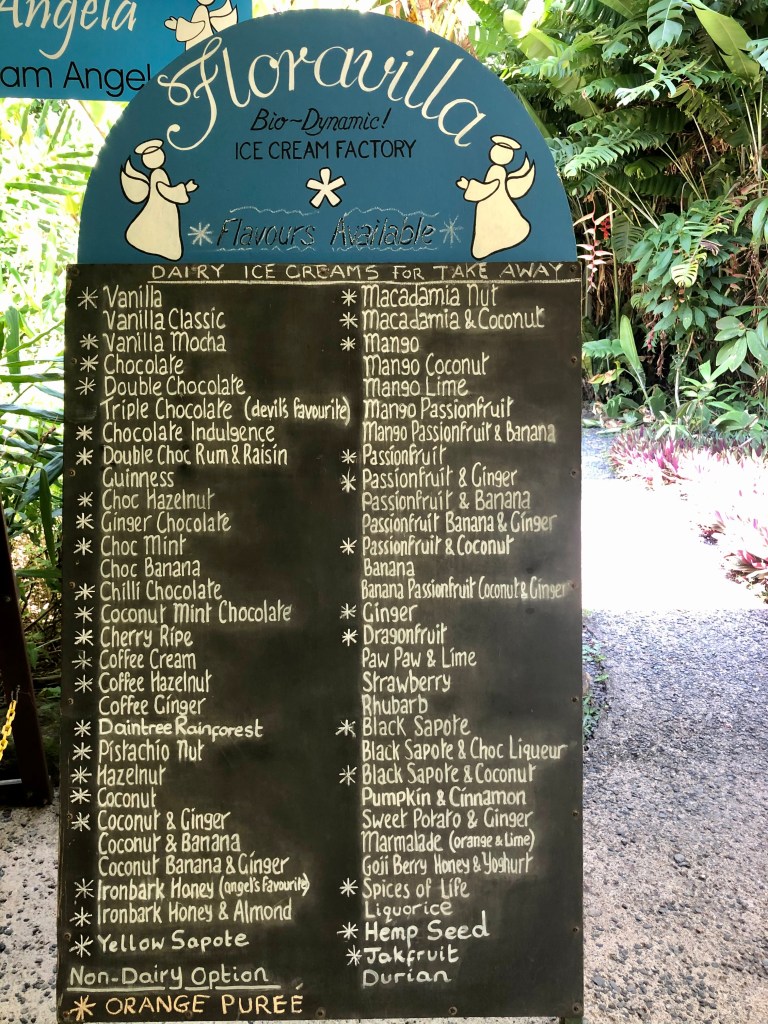 Angela
am Angel
Floravilla
Bio~Dynamic!
ICE CREAM FACTORY
*
* Flavours Available *
DAIRY ICE CREAMS FOR TAKE AWAY
* Vanilla
Vanilla Classic
* Vanilla Mocha
* Chocolate
* Double Chocolate
Triple Chocolate (devil's favourite)
* Chocolate Indulgence
* Double Choc Rum & Raisin
Guinness
* Choc Hazelnut
* Ginger Chocolate
* Choc Mint
Choc Banana
* Chilli Chocolate
* Coconut Mint Chocolate
* Cherry Ripe
* Coffee Cream
* Coffee Hazelnut
Coffee Ginger
* Daintree Rainforest
* Pistachio Nut
* Hazelnut
* Coconut
* Coconut & Ginger
Coconut & Banana
Coconut Banana & Ginger
* Ironbark Honey (angel's favourite)
* Ironbark Honey & Almond
* Yellow Sapote
Non-Dairy Option
* ORANGE PUREÉ
* Macadamia Nut
* Macadamia & Coconut
* Mango
Mango Coconut
Mango Lime
Mango Passionfruit
Mango Passionfruit & Banana
* Passionfruit
* Passionfruit & Ginger
Passionfruit & Banana
Passionfruit Banana & Ginger
* Passionfruit & Coconut
Banana
Banana Passionfruit Coconut & Ginger
* Ginger
* Dragonfruit
Paw Paw & Lime
Strawberry
Rhubarb
* Black Sapote
Black Sapote & Choc Liqueur
* Black Sapote & Coconut
Pumpkin & Cinnamon
Sweet Potato & Ginger
Marmalade (orange & Lime)
Goji Berry Honey & Yoghurt
* Spices of Life
Liquorice
* Hemp Seed
* Jakfruit
Durian